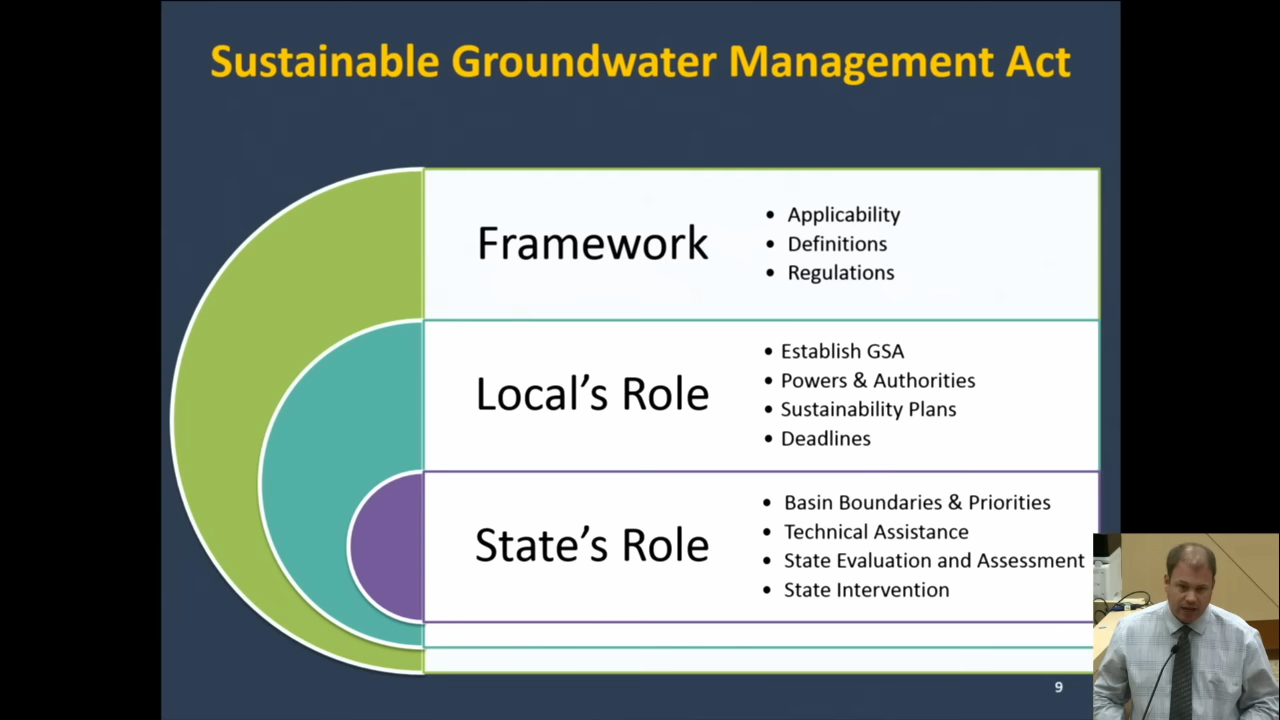 Sustainable Groundwater Management Act
Framework
• Applicability
• Definitions
• Regulations
Local’s Role
• Establish GSA
• Powers & Authorities
• Sustainability Plans
• Deadlines
State’s Role
• Basin Boundaries & Priorities
• Technical Assistance
• State Evaluation and Assessment
• State Intervention
9